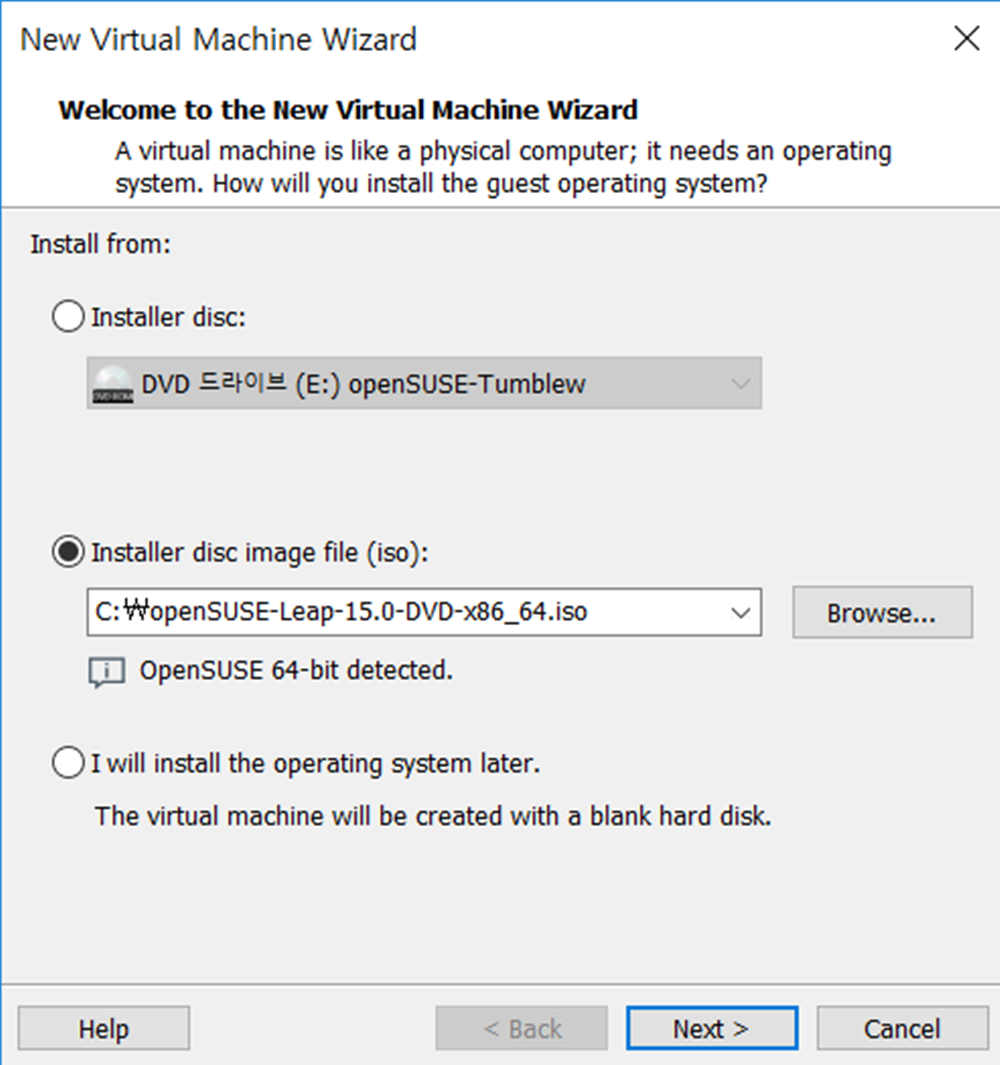 New Virtual Machine Wizard
Welcome to the New Virtual Machine Wizard
A virtual machine is like a physical computer; it needs an operating
system. How will you install the guest operating system?
Install from:
Installer disc:
DVD-ROM
DVD 드라이브 (E:) openSUSE-Tumblew
Installer disc image file (iso):
C:₩openSUSE-Leap-15.0-DVD-x86_64.iso
Browse...
OpenSUSE 64-bit detected.
I will install the operating system later.
The virtual machine will be created with a blank hard disk.
Help
< Back
Next >
Cancel